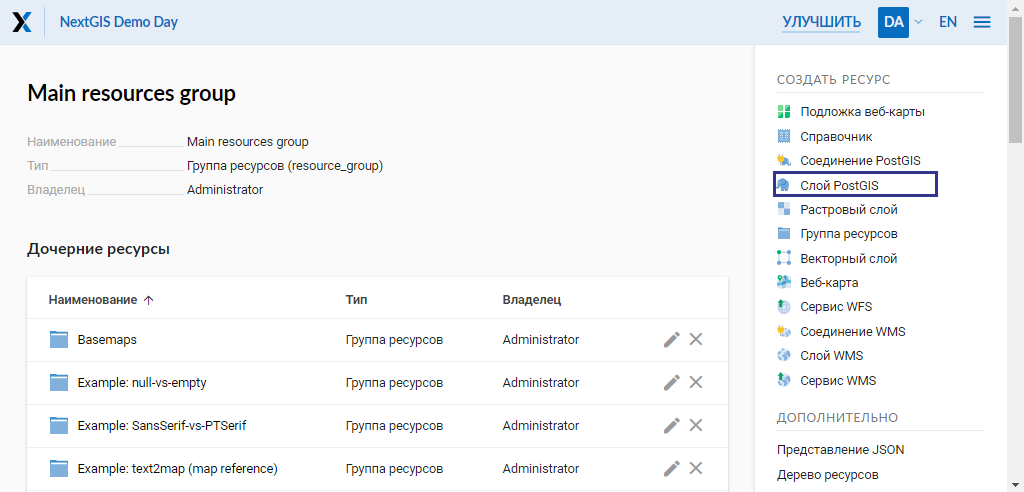 NextGIS Demo Day
УЛУЧШИТЬ
DA
EN
Main resources group
Наименование Main resources group
Тип Группа ресурсов (resource_group)
Владелец Administrator
Дочерние ресурсы
Наименование Тип Владелец
Basemaps Группа ресурсов Administrator
Example: null-vs-empty Группа ресурсов Administrator
Example: SansSerif-vs-PTSerif Группа ресурсов Administrator
Example: text2map (map reference) Группа ресурсов Administrator
СОЗДАТЬ РЕСУРС
Подложка веб-карты
Справочник
Соединение PostGIS
Слой PostGIS
Растровый слой
Группа ресурсов
Векторный слой
Веб-карта
Сервис WFS
Соединение WMS
Слой WMS
Сервис WMS
ДОПОЛНИТЕЛЬНО
Представление JSON
Дерево ресурсов